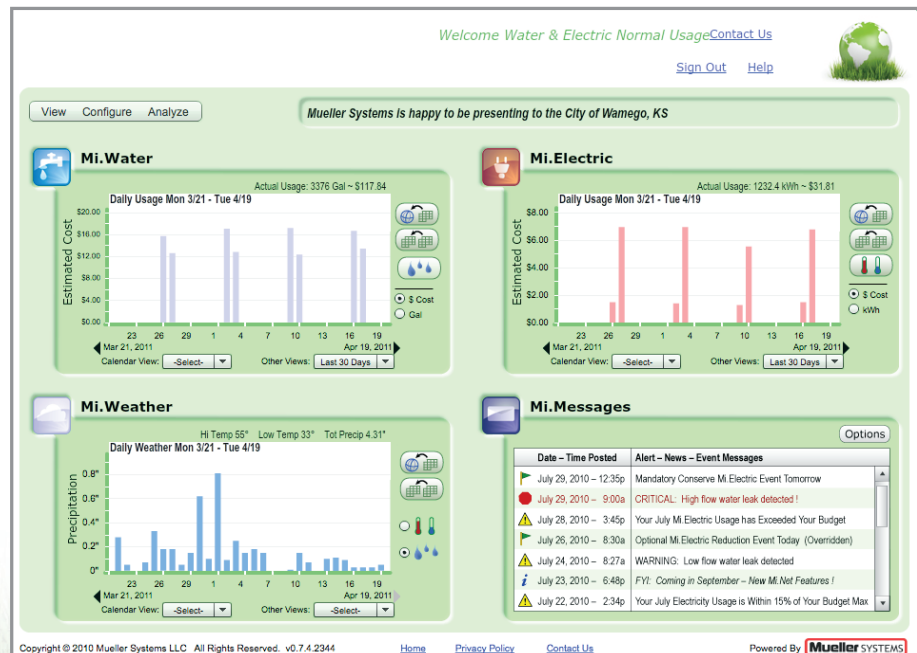 Welcome Water & Electric Normal Usage Contact Us
Sign Out Help
View Configure Analyze
Mueller Systems is happy to be presenting to the City of Wamego, KS
Mi.Water
Actual Usage: 3376 Gal ~ $117.84
Daily Usage Mon 3/21 - Tue 4/19
Estimated Cost
$20.00
$16.00
$12.00
$8.00
$4.00
$0.00
23 26 29 1 4 7 10 13 16 19
Mar 21, 2011 Apr 19, 2011
Calendar View: -Select- Other Views: Last 30 Days
$ Cost
Gal
Mi.Electric
Actual Usage: 1232.4 kWh ~ $31.81
Daily Usage Mon 3/21 - Tue 4/19
Estimated Cost
$8.00
$6.00
$4.00
$2.00
$0.00
23 26 29 1 4 7 10 13 16 19
Mar 21, 2011 Apr 19, 2011
Calendar View: -Select- Other Views: Last 30 Days
$ Cost
kWh
Mi.Weather
Hi Temp 55° Low Temp 33° Tot Precip 4.31"
Daily Weather Mon 3/21 - Tue 4/19
Precipitation
0.8"
0.6"
0.4"
0.2"
0"
23 26 29 1 4 7 10 13 16 19
Mar 21, 2011 Apr 19, 2011
Calendar View: -Select- Other Views: -Select-
Mi.Messages
Options
Date – Time Posted Alert – News – Event Messages
July 29, 2010 – 12:35p Mandatory Conserve Mi.Electric Event Tomorrow
July 29, 2010 – 9:00a CRITICAL: High flow water leak detected !
July 28, 2010 – 3:45p Your July Mi.Electric Usage has Exceeded Your Budget
July 26, 2010 – 8:30a Optional Mi.Electric Reduction Event Today (Overridden)
July 24, 2010 – 8:27a WARNING: Low flow water leak detected
July 23, 2010 – 6:48p FYI: Coming in September – New Mi.Net Features !
July 22, 2010 – 2:34p Your July Electricity Usage is Within 15% of Your Budget Max
Copyright © 2010 Mueller Systems LLC All Rights Reserved. v0.7.4.2344 Home Privacy Policy Contact Us Powered By Mueller SYSTEMS